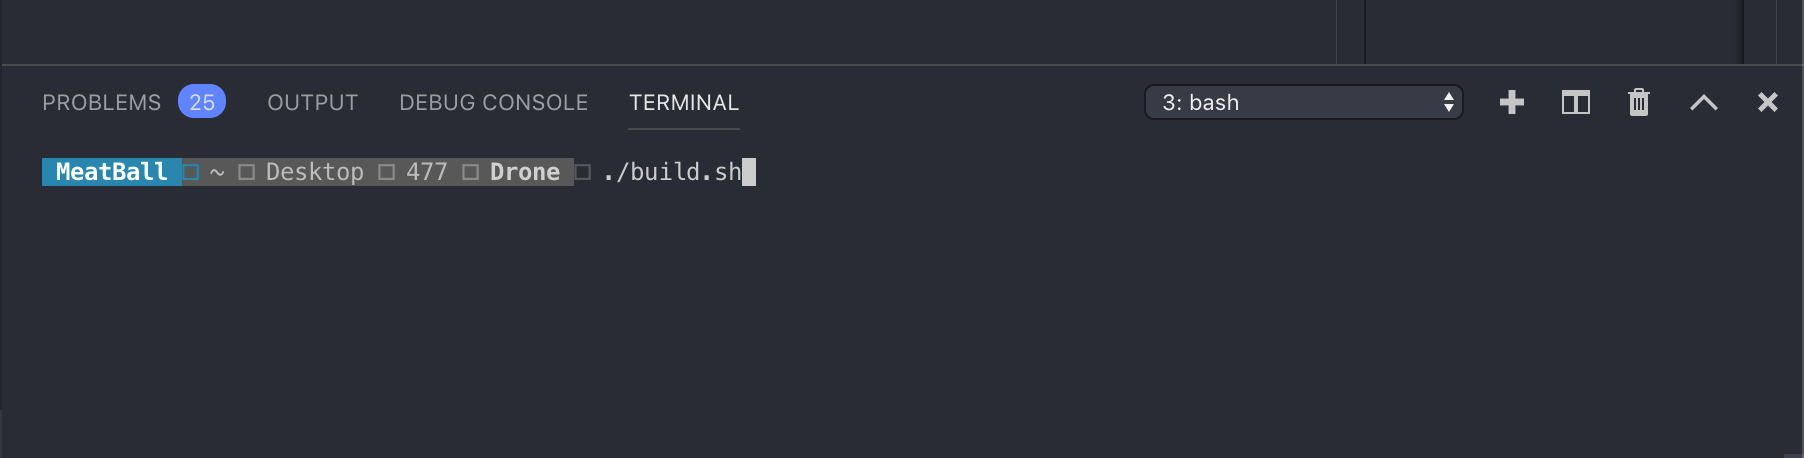 PROBLEMS 25 OUTPUT DEBUG CONSOLE TERMINAL 3: bash
MeatBall □ ~ □ Desktop □ 477 □ Drone □ ./build.sh